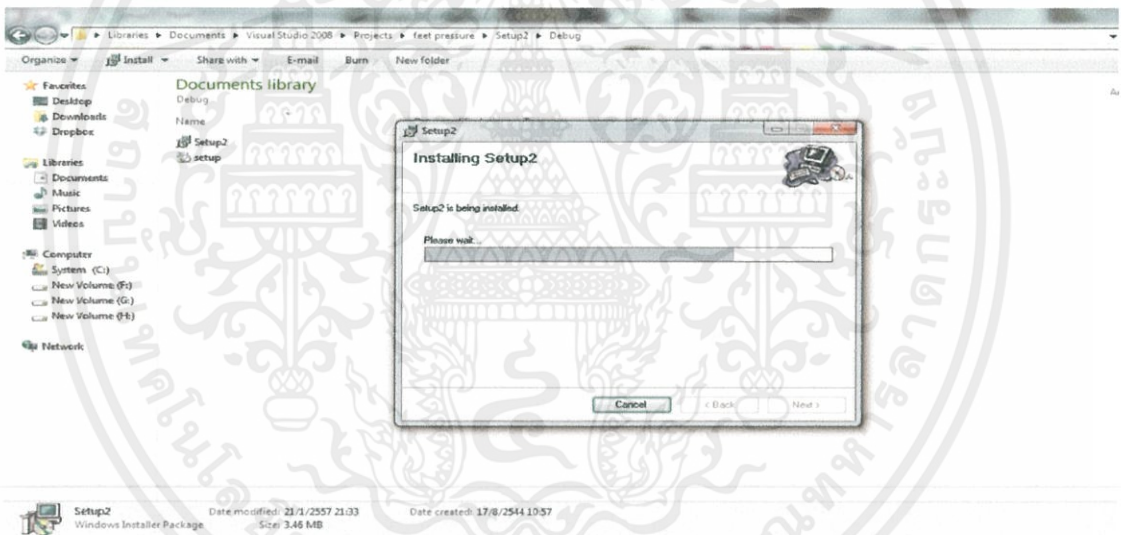 Libraries ▸ Documents ▸ Visual Studio 2008 ▸ Projects ▸ feet pressure ▸ Setup2 ▸ Debug
Organize Install Share with E-mail Burn New folder
Favorites
Desktop
Downloads
Dropbox
Libraries
Documents
Music
Pictures
Videos
Computer
System (C:)
New Volume (F:)
New Volume (G:)
New Volume (H:)
Network
Documents library
Debug
Name
Setup2
setup
Setup2
Installing Setup2
Setup2 is being installed.
Please wait...
Cancel < Back Next >
Setup2 Date modified: 21/1/2557 21:33 Date created: 17/8/2544 10:57
Windows Installer Package Size: 3.46 MB